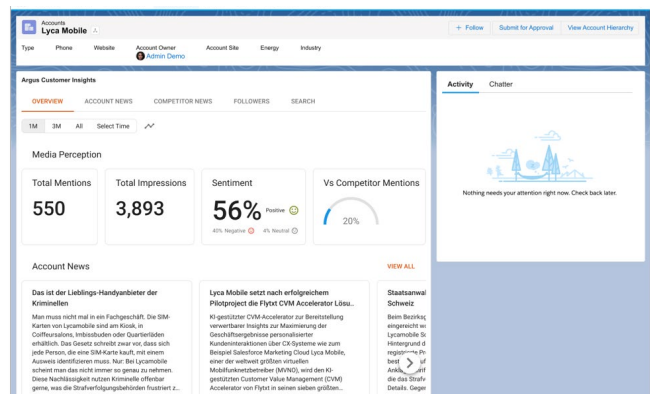 Accounts
Lyca Mobile
+ Follow
Submit for Approval
View Account Hierarchy
Type
Phone
Website
Account Owner
Account Site
Energy
Industry
Admin Demo
Argus Customer Insights
OVERVIEW
ACCOUNT NEWS
COMPETITOR NEWS
FOLLOWERS
SEARCH
1M
3M
All
Select Time
Media Perception
Total Mentions
550
Total Impressions
3,893
Sentiment
56% Positive
40% Negative 4% Neutral
Vs Competitor Mentions
20%
Account News
VIEW ALL
Das ist der Lieblings-Handyanbieter der
Kriminellen
Man muss nicht mal in ein Fachgeschäft. Die SIM-
Karten von Lycamobile sind am Kiosk, in
Coiffeursalons, Imbissbuden oder Quartierläden
erhältlich. Das Gesetz schreibt zwar vor, dass sich
jede Person, die eine SIM-Karte kauft, mit einem
Ausweis identifizieren muss. Nur: Bei Lycamobile
scheint man das nicht immer so genau zu nehmen.
Diese Nachlässigkeit nutzen Kriminelle offenbar
gerne, was die Strafverfolgungsbehörden frustriert z...
Lyca Mobile setzt nach erfolgreichem
Pilotproject die Flytxt CVM Accelerator Lösu...
KI-gestützter CVM-Accelerator zur Bereitstellung
verwertbarer Insights zur Maximierung der
Geschäftsergebnisse personalisierter
Kundeninteraktionen über CX-Systeme wie zum
Beispiel Salesforce Marketing Cloud Lyca Mobile,
einer der weltweit größten virtuellen
Mobilfunknetzbetreiber (MVNO), wird den KI-
gestützten Customer Value Management (CVM)
Accelerator von Flytxt in seinen sieben größten...
Staatsanwal
Schweiz
Beim Bezirksg
eingereicht we
Lycamobile Sc
Hintergrund d
die das Strafv
Details. Gegen
Activity
Chatter
Nothing needs your attention right now. Check back later.